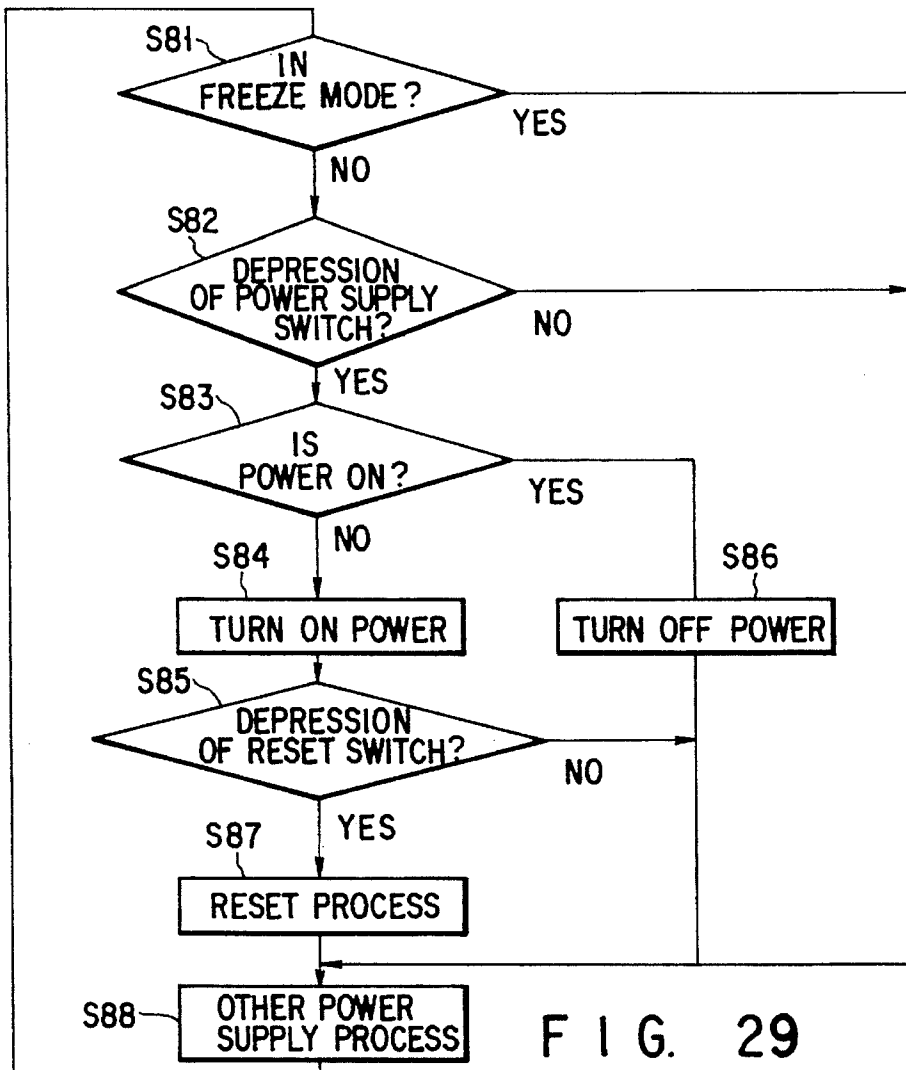 S81
IN
FREEZE MODE?
YES
NO
S82
DEPRESSION
OF POWER SUPPLY
SWITCH?
NO
YES
S83
IS
POWER ON?
YES
NO
S84
TURN ON POWER
S86
TURN OFF POWER
S85
DEPRESSION
OF RESET SWITCH?
NO
YES
S87
RESET PROCESS
S88
OTHER POWER
SUPPLY PROCESS
FIG. 29